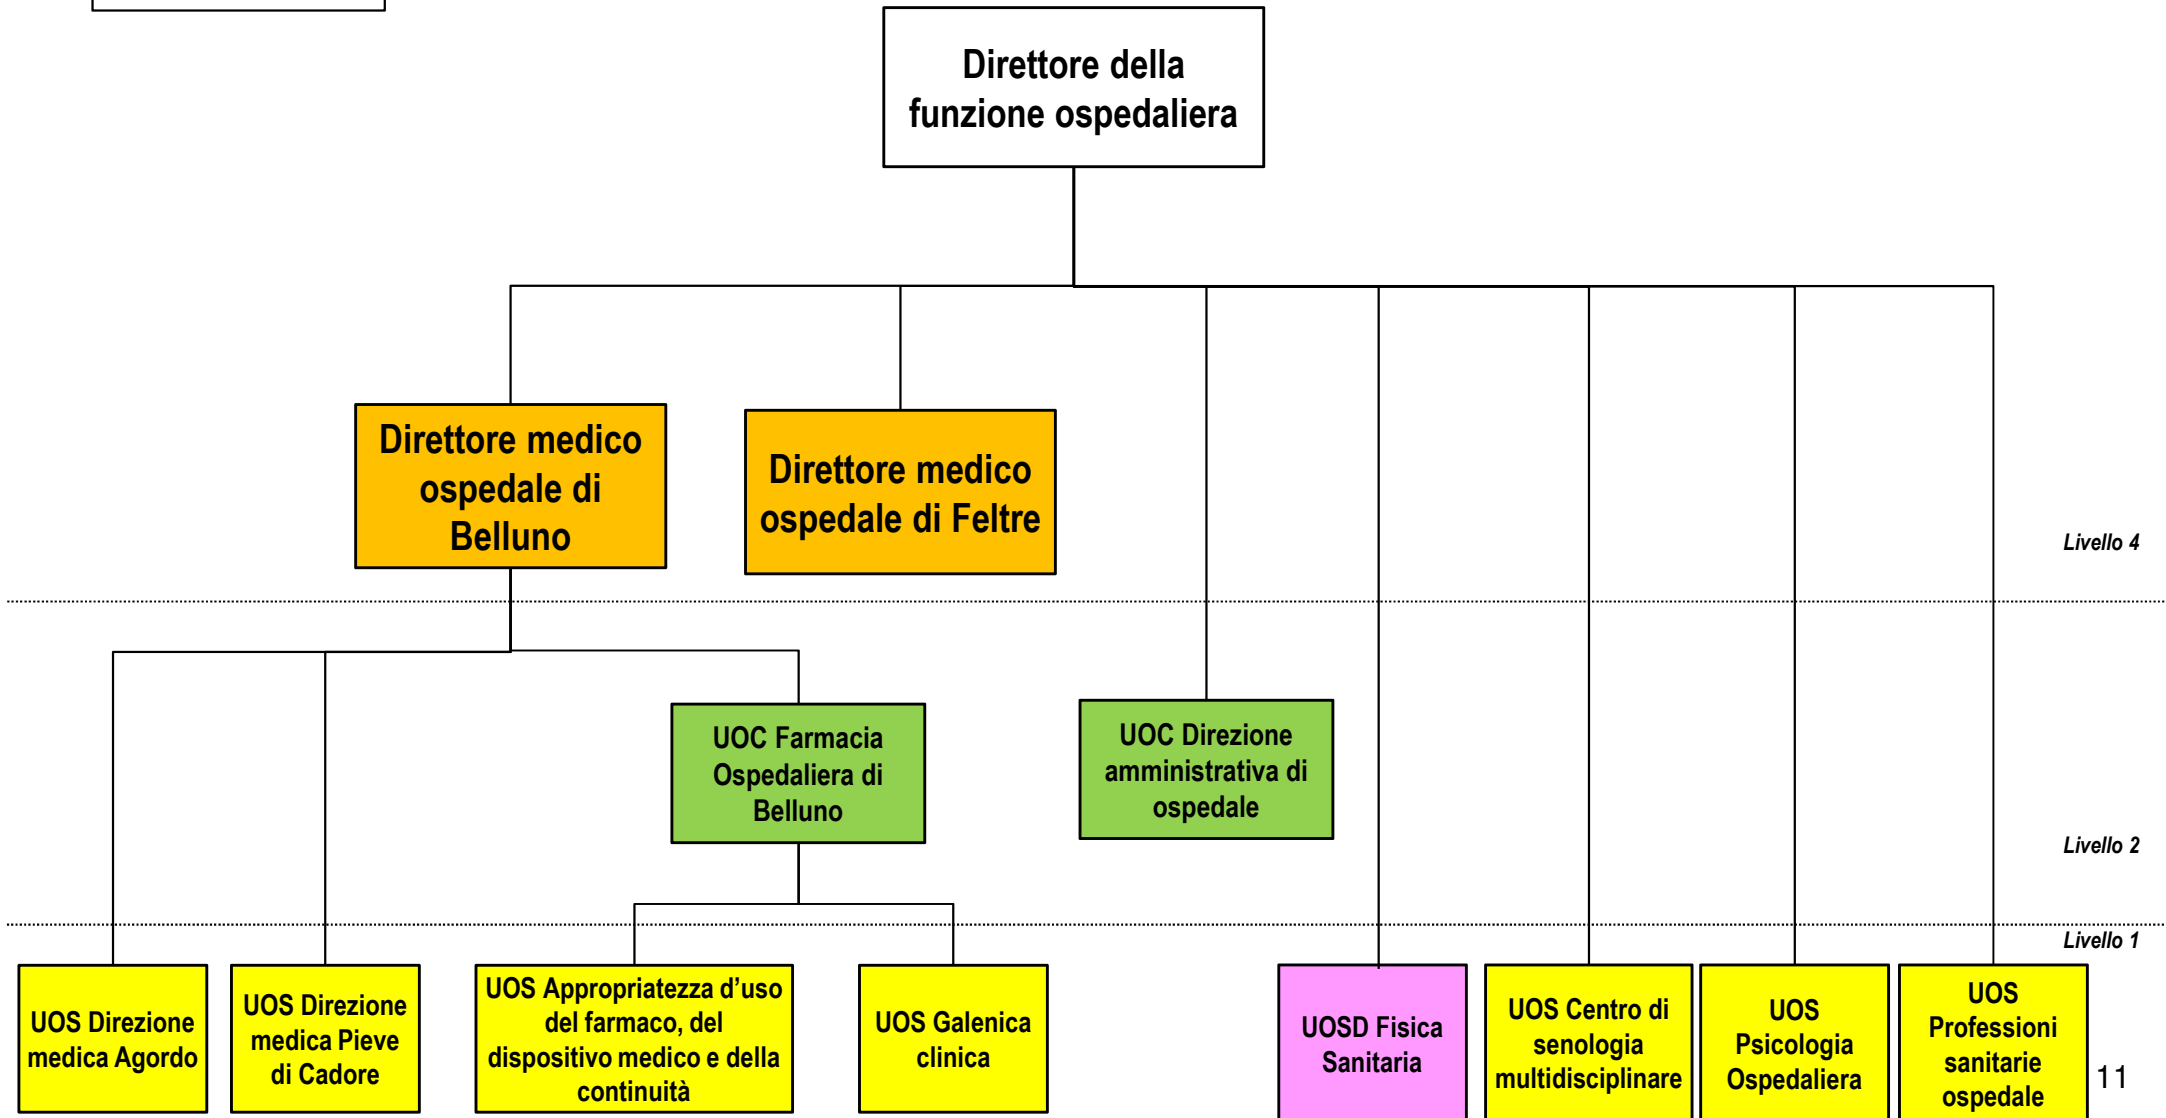 Direttore della
funzione ospedaliera
Direttore medico
ospedale di
Belluno
Direttore medico
ospedale di Feltre
Livello 4
UOC Farmacia
Ospedaliera di
Belluno
UOC Direzione
amministrativa di
ospedale
Livello 2
Livello 1
UOS Direzione
medica Agordo
UOS Direzione
medica Pieve
di Cadore
UOS Appropriatezza d’uso
del farmaco, del
dispositivo medico e della
continuità
UOS Galenica
clinica
UOSD Fisica
Sanitaria
UOS Centro di
senologia
multidisciplinare
UOS
Psicologia
Ospedaliera
UOS
Professioni
sanitarie
ospedale
11